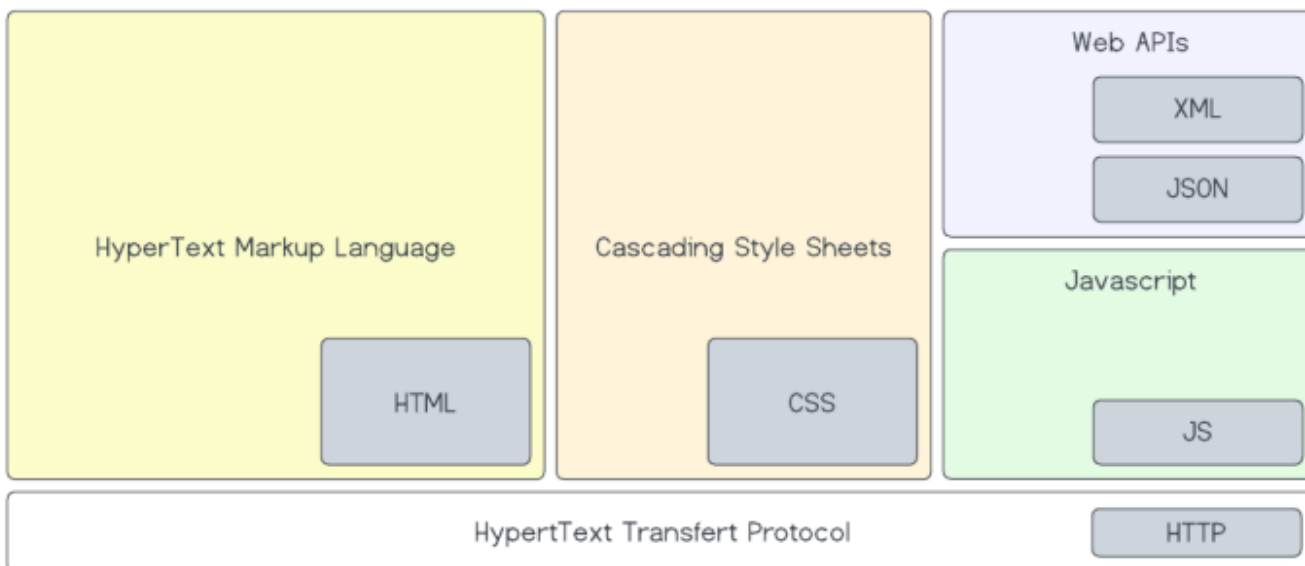 HyperText Markup Language
HTML
Cascading Style Sheets
CSS
Web APIs
XML
JSON
Javascript
JS
HypertText Transfert Protocol
HTTP